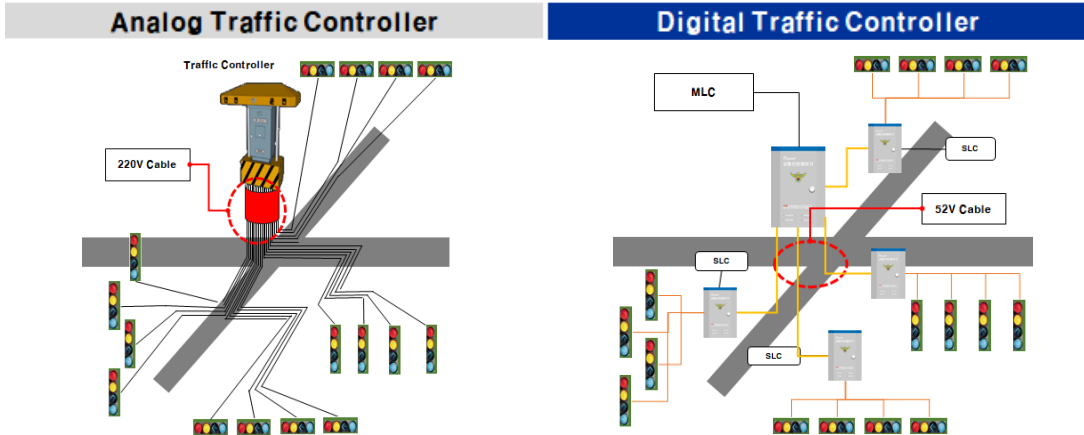 Analog Traffic Controller
Digital Traffic Controller
Traffic Controller
220V Cable
MLC
SLC
52V Cable
SLC
SLC